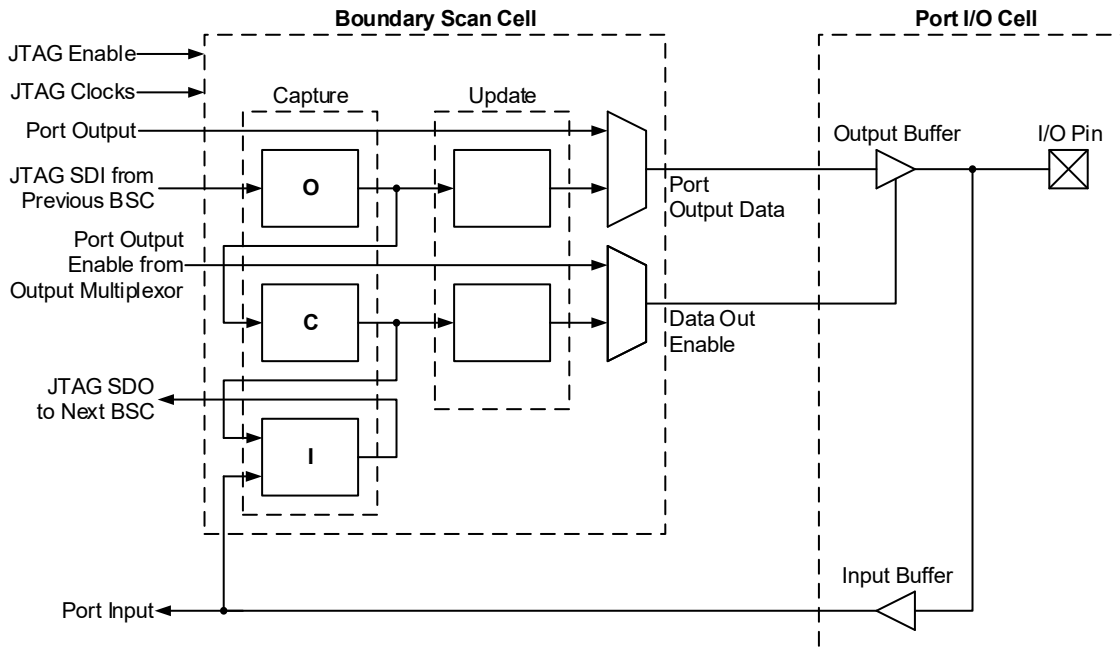 Boundary Scan Cell
Port I/O Cell
JTAG Enable
JTAG Clocks
Capture
Update
Port Output
Output Buffer
I/O Pin
JTAG SDI from
Previous BSC
O
Port
Output Data
Port Output
Enable from
Output Multiplexor
C
Data Out
Enable
JTAG SDO
to Next BSC
I
Input Buffer
Port Input